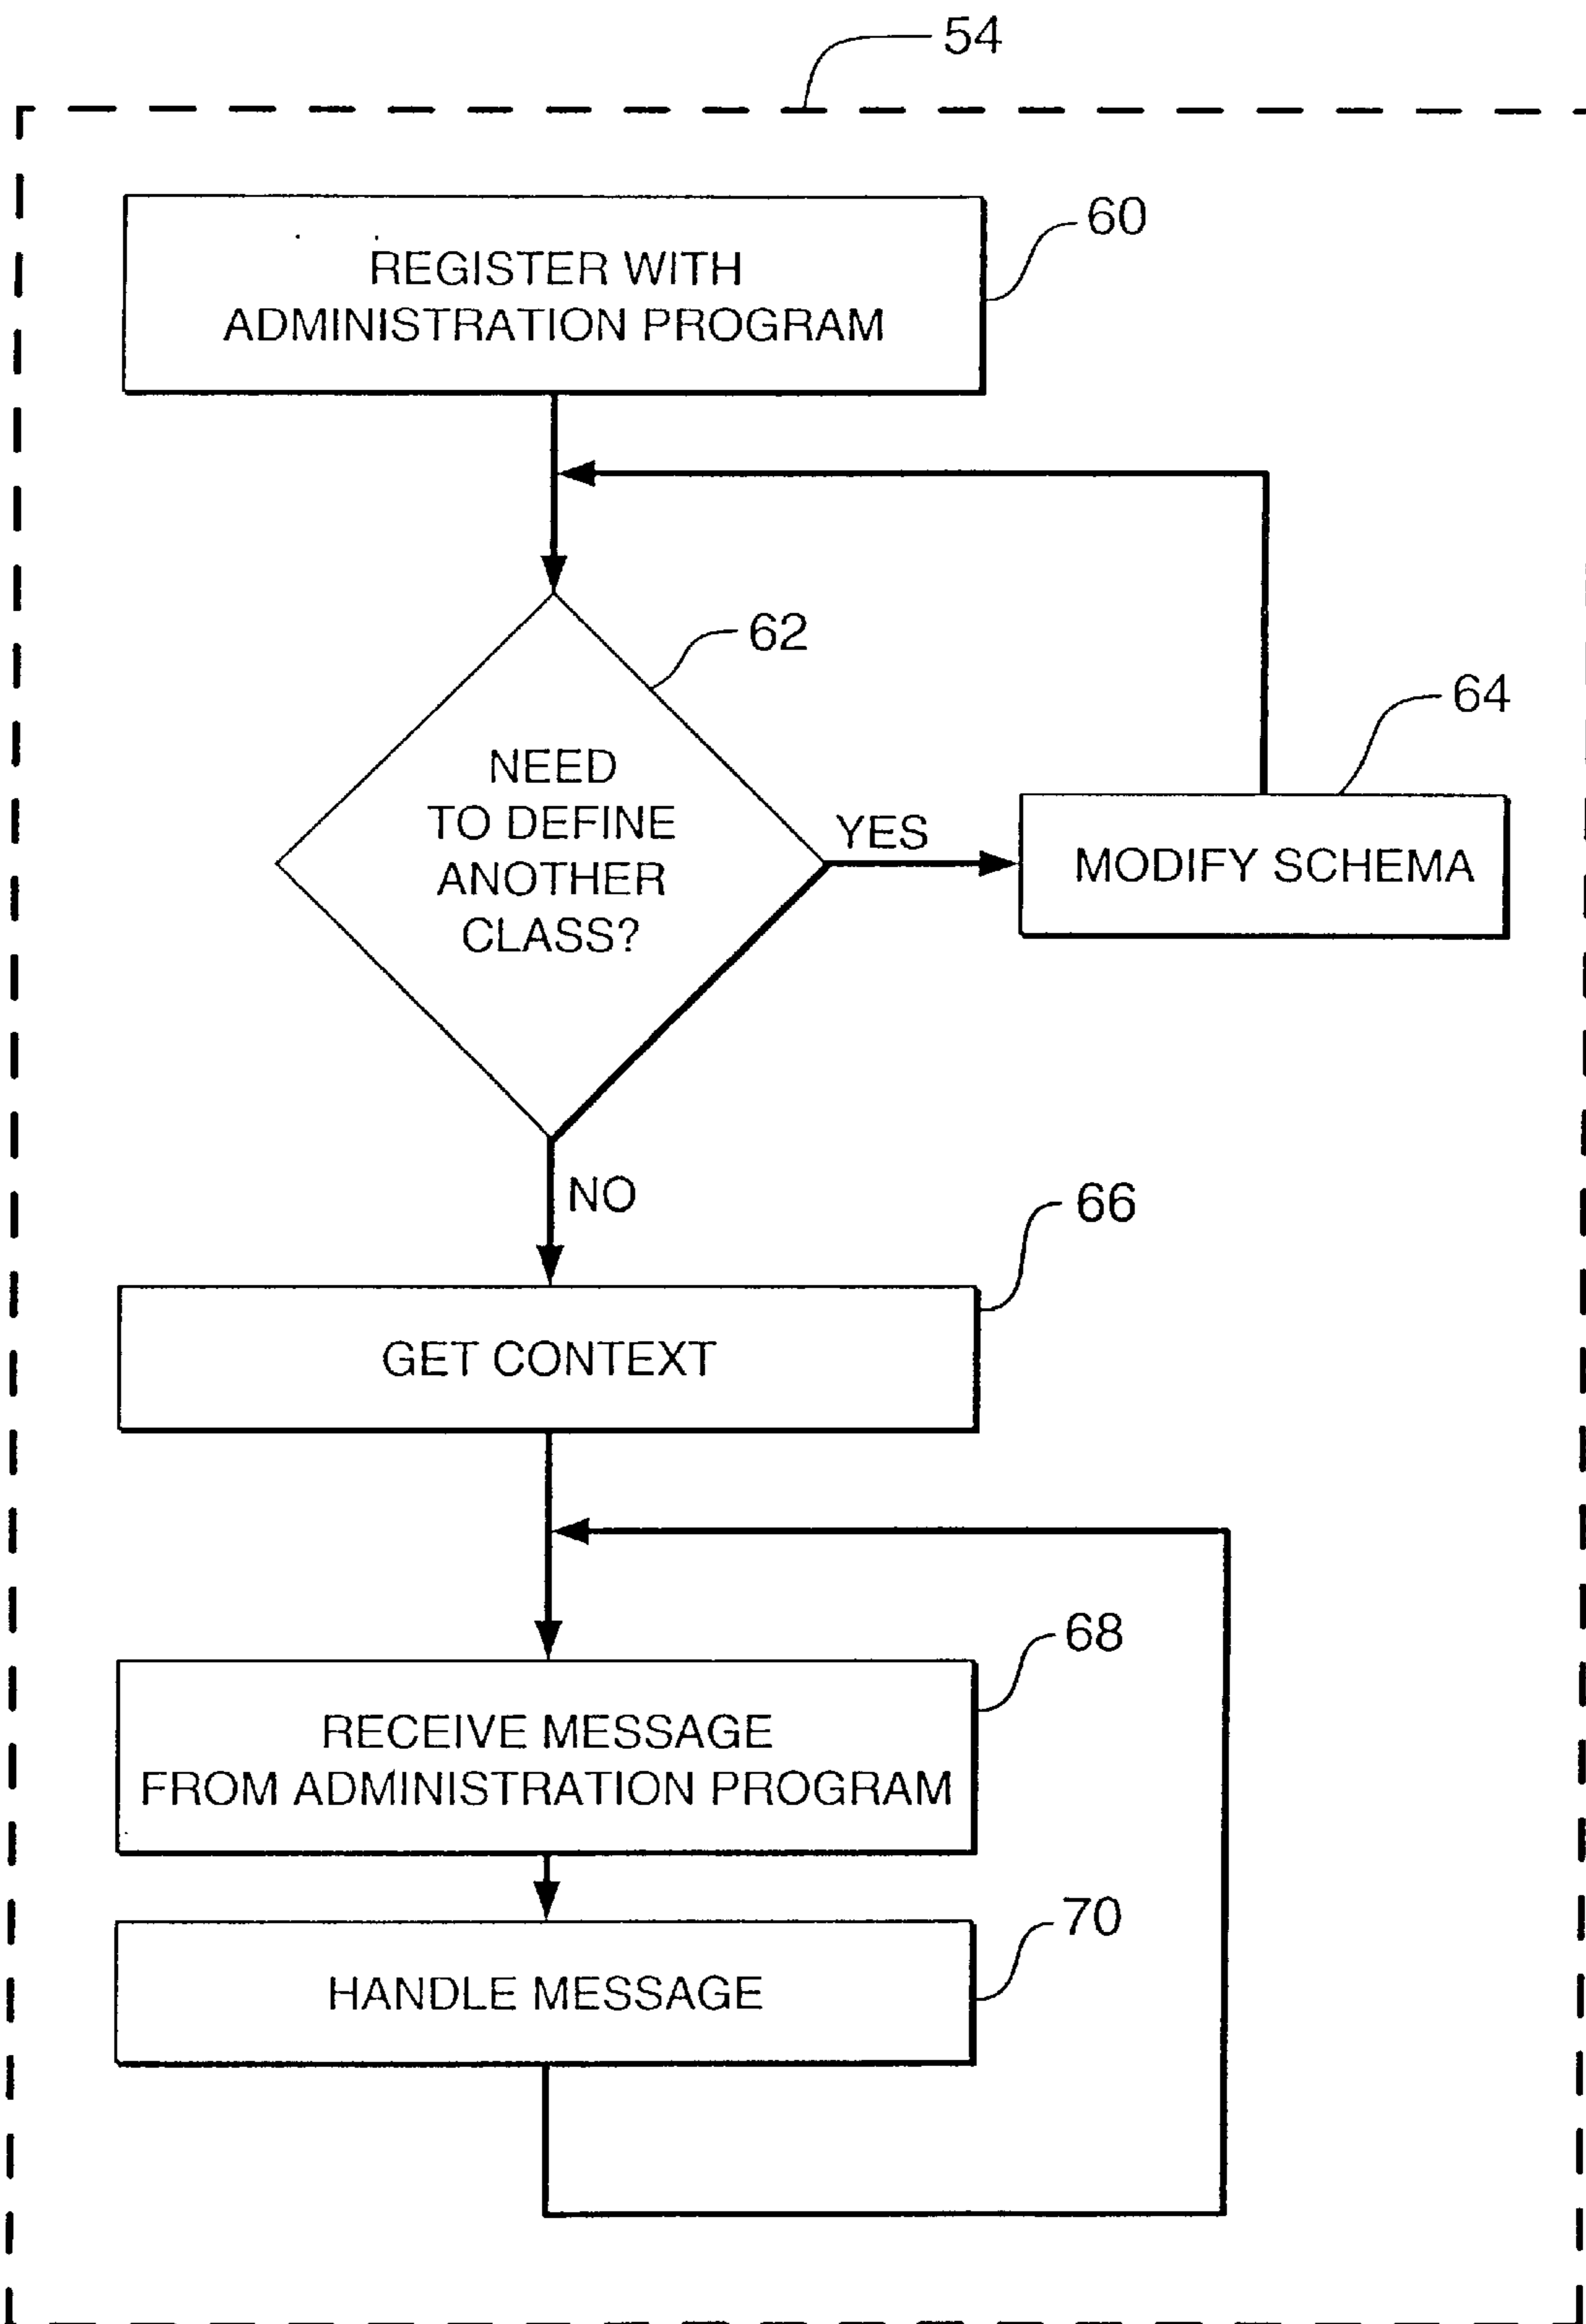 54
60
REGISTER WITH
ADMINISTRATION PROGRAM
62
64
NEED
TO DEFINE
ANOTHER
CLASS?
YES
MODIFY SCHEMA
NO
66
GET CONTEXT
68
RECEIVE MESSAGE
FROM ADMINISTRATION PROGRAM
70
HANDLE MESSAGE